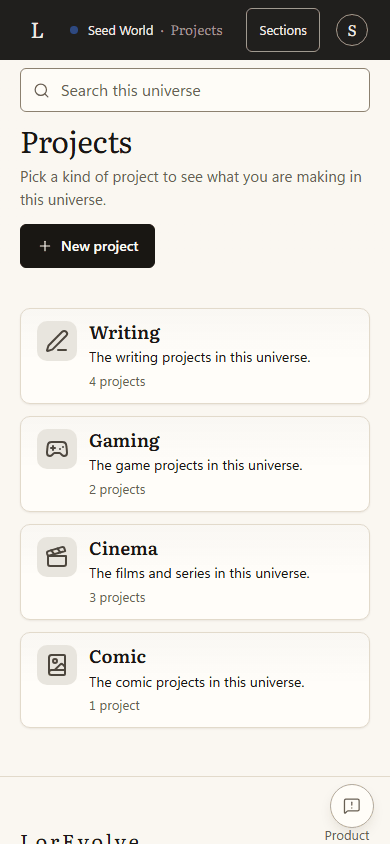 L
Seed World · Projects
Sections
S
Search this universe
Projects
Pick a kind of project to see what you are making in
this universe.
New project
Writing
The writing projects in this universe.
4 projects
Gaming
The game projects in this universe.
2 projects
Cinema
The films and series in this universe.
3 projects
Comic
The comic projects in this universe.
1 project
Product
LorEvolve